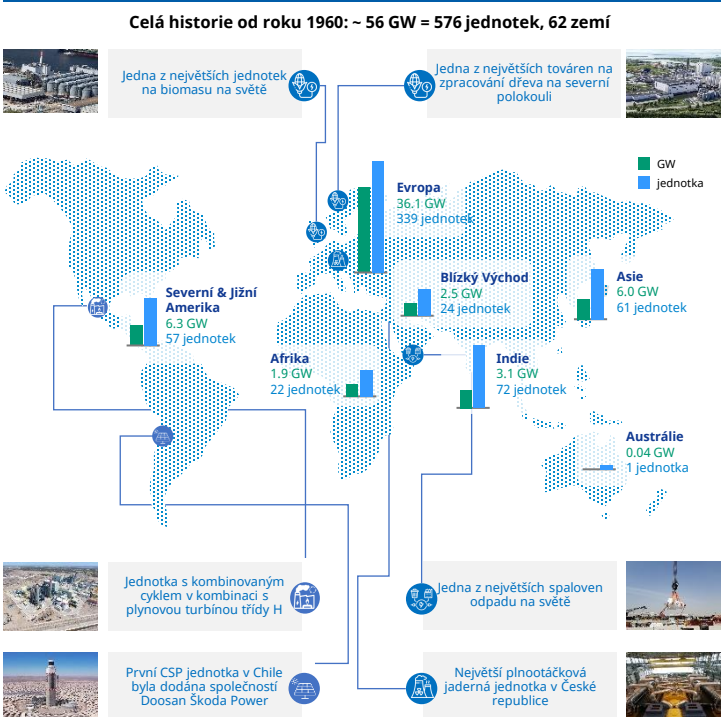 Celá historie od roku 1960: ~ 56 GW = 576 jednotek, 62 zemí
Jedna z největších jednotek
na biomasu na světě
Jedna z největších továren na
zpracování dřeva na severní
polokouli
GW
jednotka
Evropa
36.1 GW
339 jednotek
Blízký Východ
2.5 GW
24 jednotek
Asie
6.0 GW
61 jednotek
Severní & Jižní
Amerika
6.3 GW
57 jednotek
Afrika
1.9 GW
22 jednotek
Indie
3.1 GW
72 jednotek
Austrálie
0.04 GW
1 jednotka
Jednotka s kombinovaným
cyklem v kombinaci s
plynovou turbínou třídy H
Jedna z největších spaloven
odpadu na světě
První CSP jednotka v Chile
byla dodána společností
Doosan Škoda Power
Největší plnootáčková
jaderná jednotka v České
republice